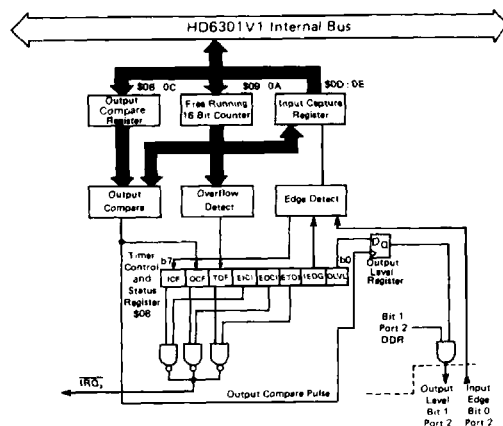 HD6301V1 Internal Bus
$0B 0C
$09 0A
$0D : 0E
Output
Compare
Register
Free Running
16 Bit Counter
Input Capture
Register
Output
Compare
Overflow
Detect
Edge Detect
b7
b0
Timer
Control
and
Status
Register
$08
ICF OCF TOF EICI EOCI ETOI IEDG OLVL
D Q
Output
Level
Register
Bit 1
Port 2
DDR
IRQ₂
Output Compare Pulse
Output
Level
Bit 1
Port 2
Input
Edge
Bit 0
Port 2